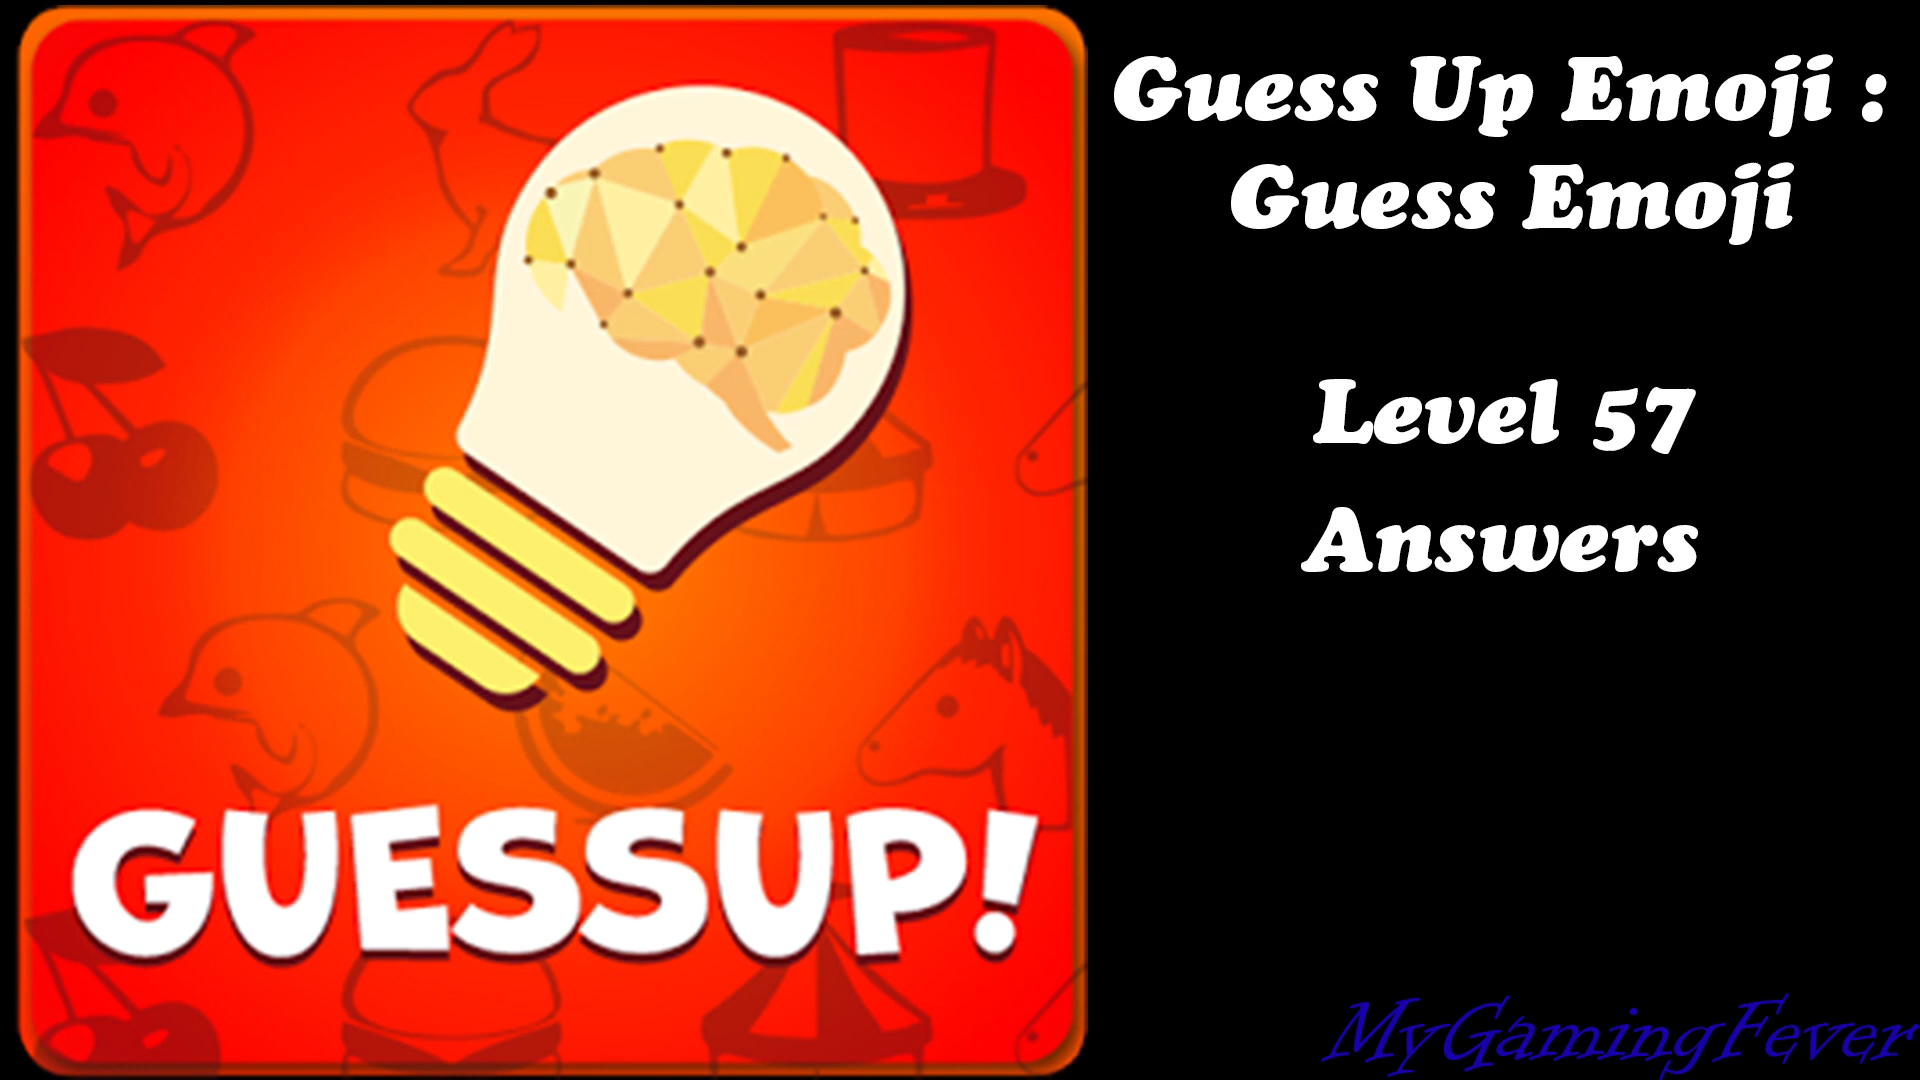 Guess Up Emoji :
Guess Emoji
Level 57
Answers
GUESSUP!
MyGamingFever